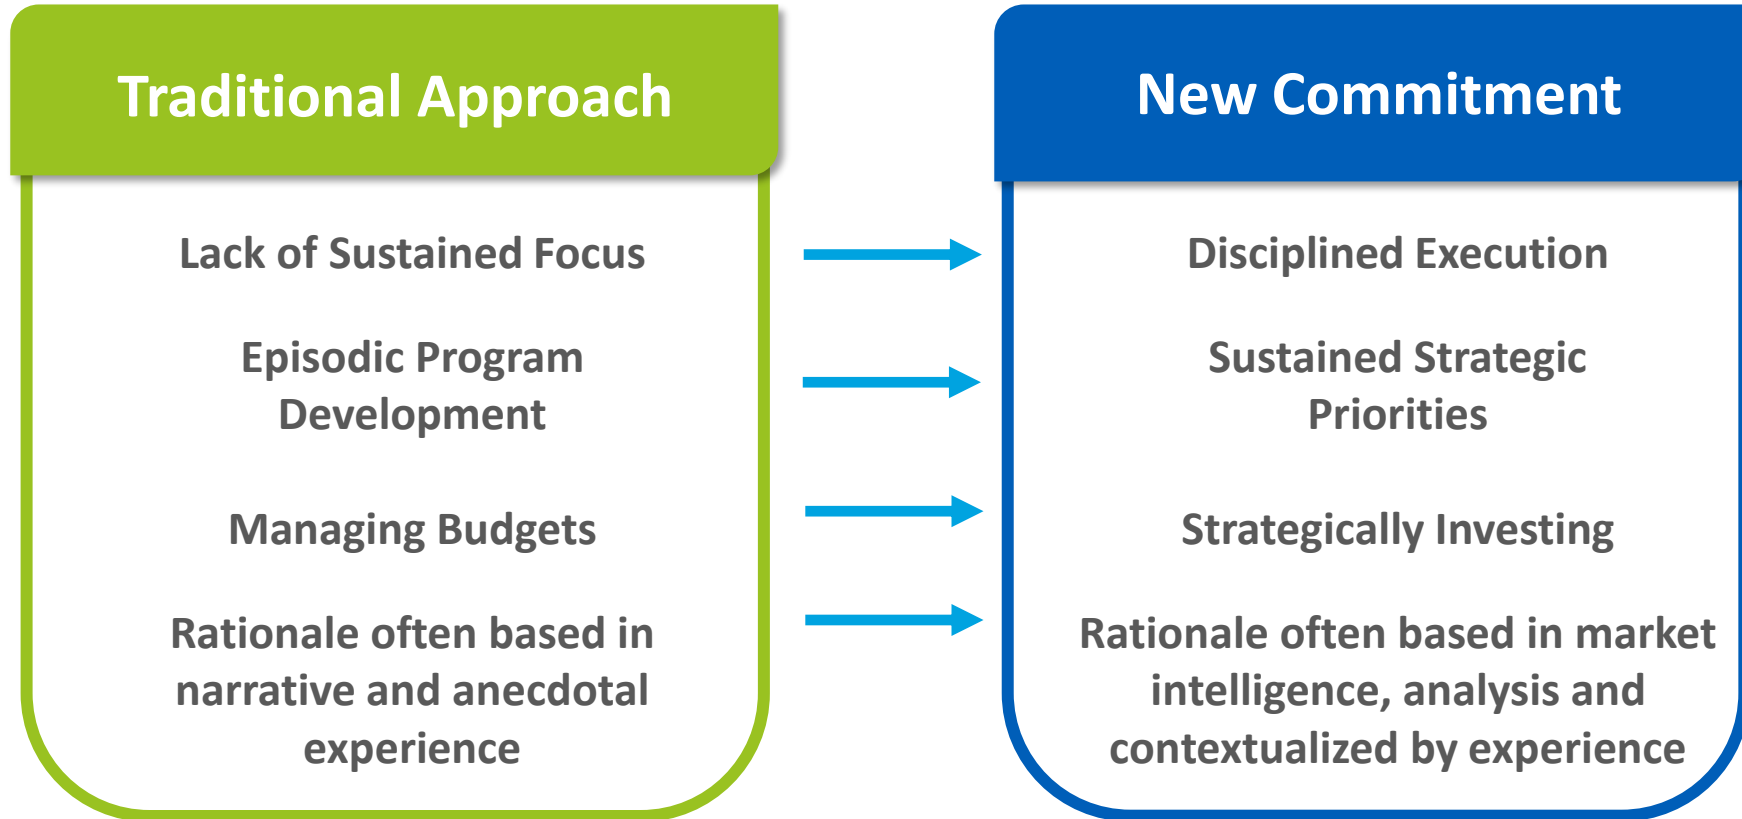 Traditional Approach
Lack of Sustained Focus
Episodic Program
Development
Managing Budgets
Rationale often based in
narrative and anecdotal
experience
New Commitment
Disciplined Execution
Sustained Strategic
Priorities
Strategically Investing
Rationale often based in market
intelligence, analysis and
contextualized by experience